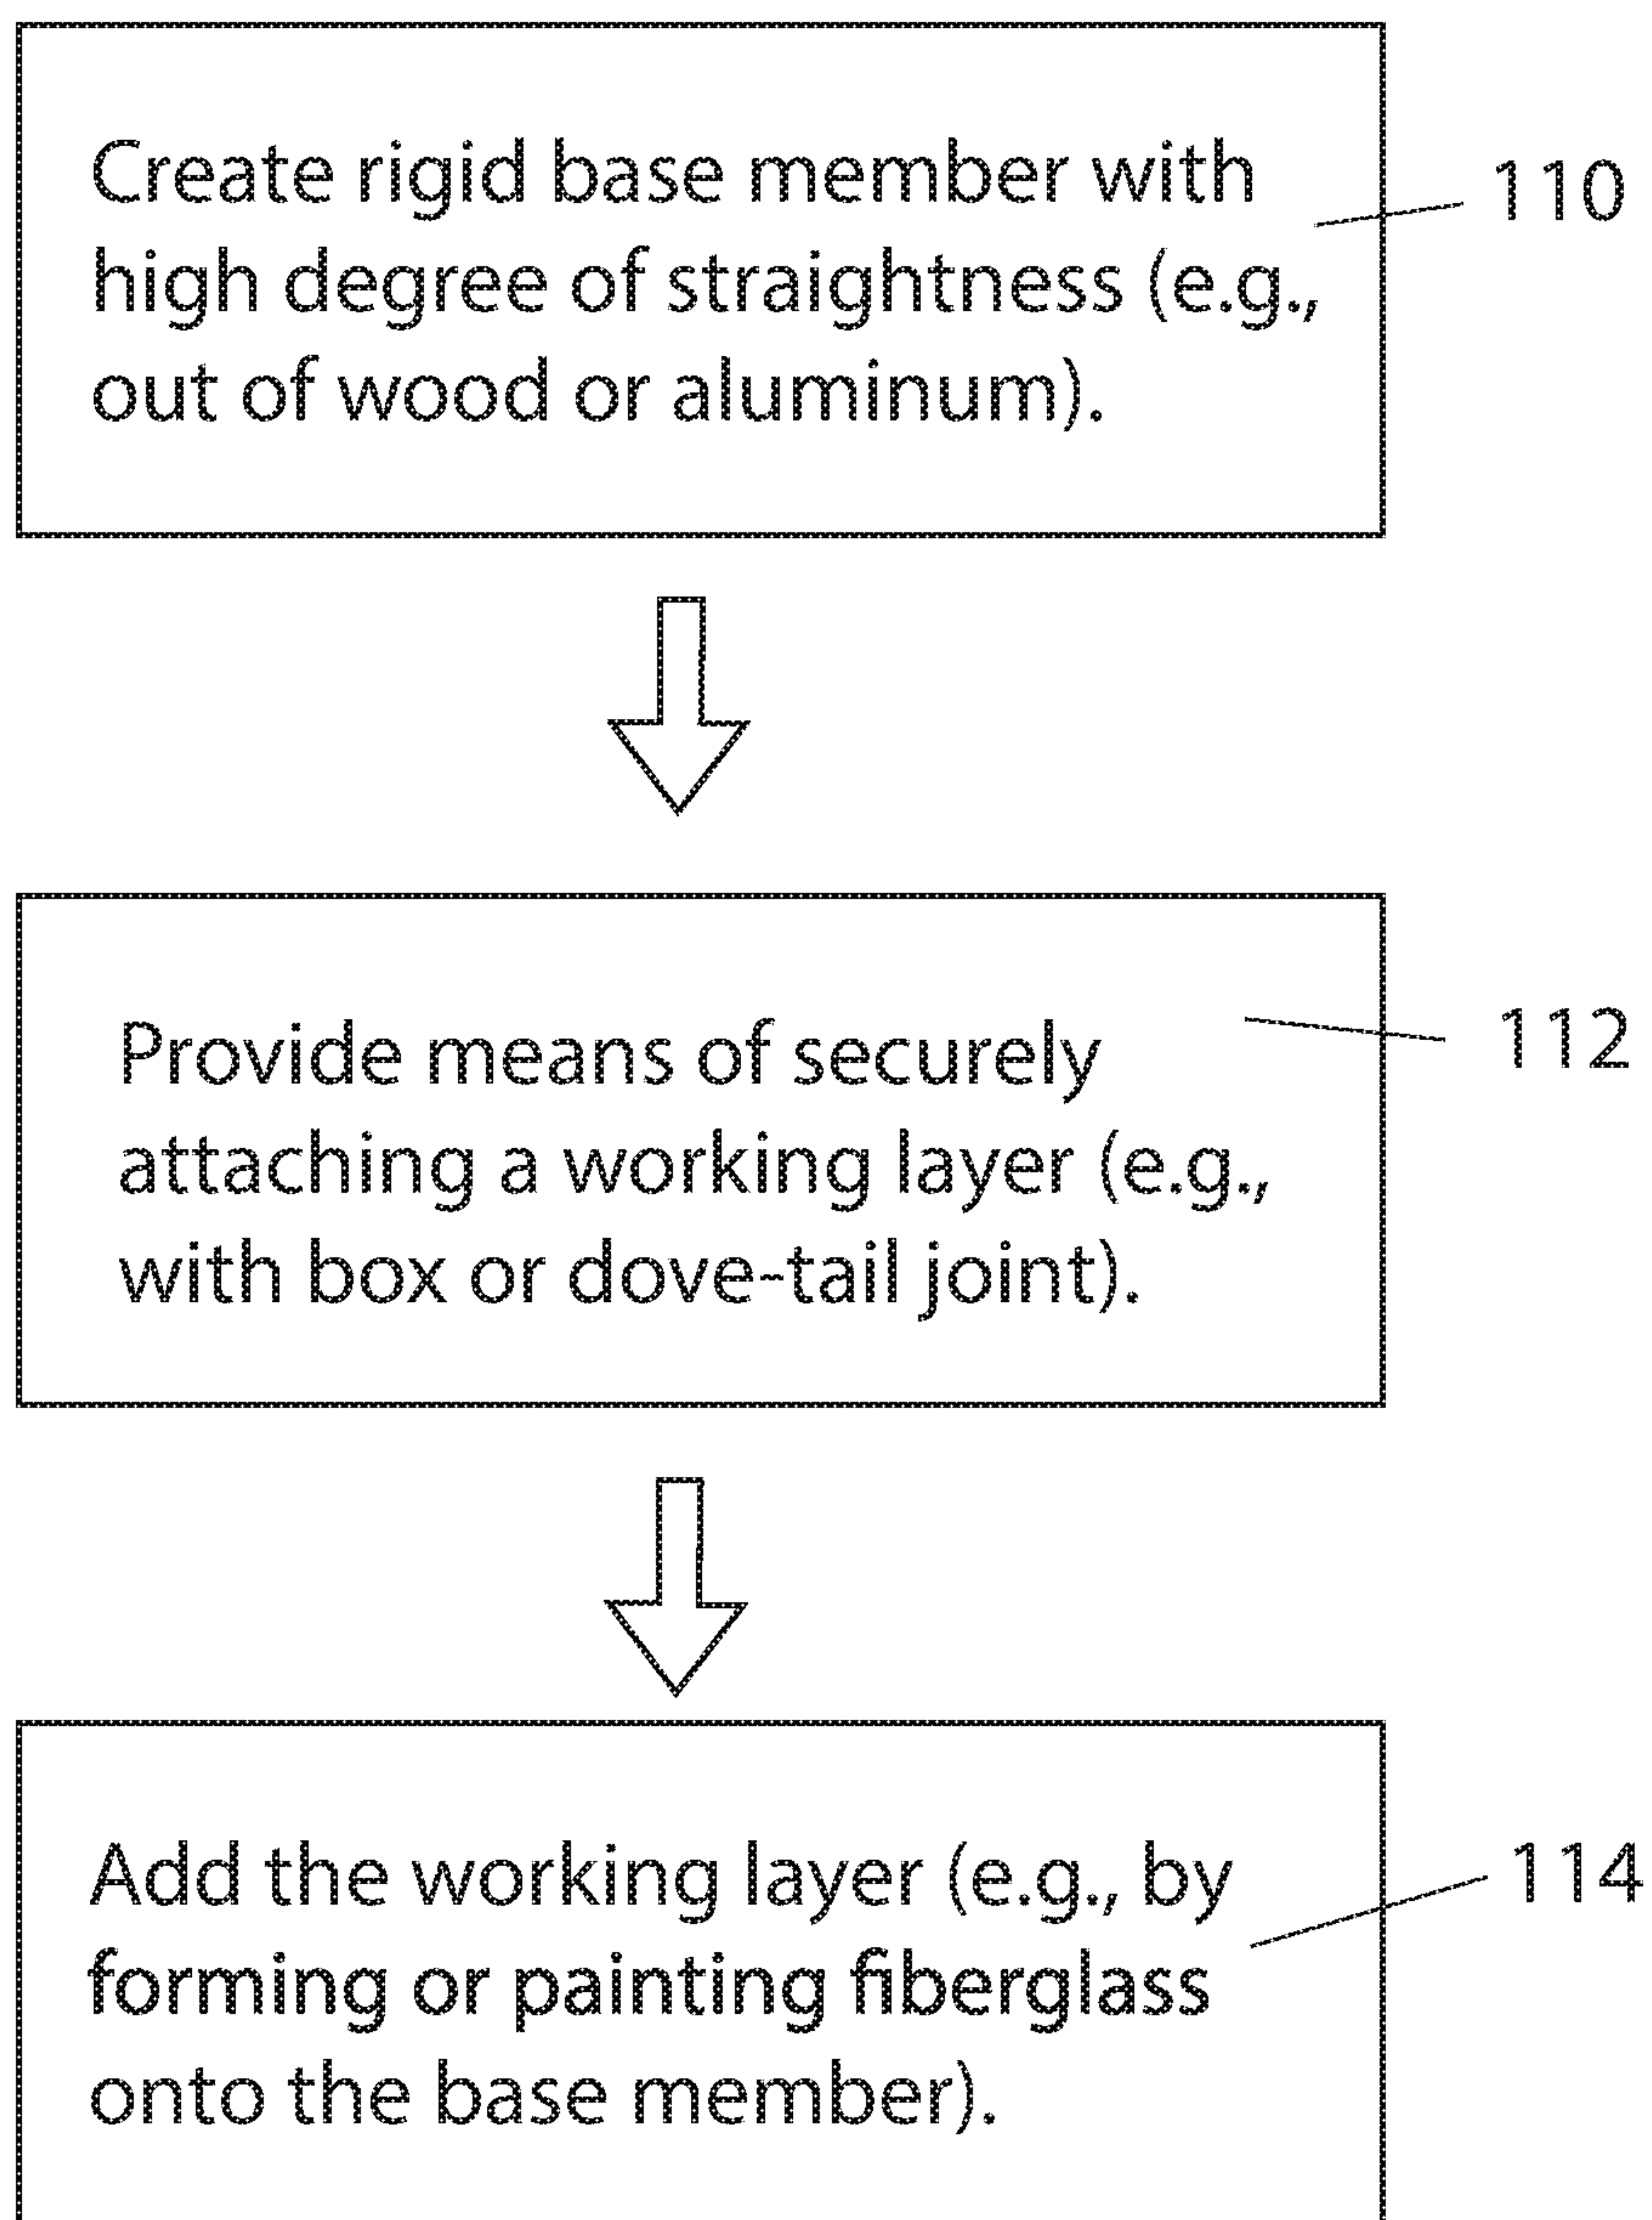 Create rigid base member with
high degree of straightness (e.g.,
out of wood or aluminum).
110
Provide means of securely
attaching a working layer (e.g.,
with box or dove-tail joint).
112
Add the working layer (e.g., by
forming or painting fiberglass
onto the base member).
114